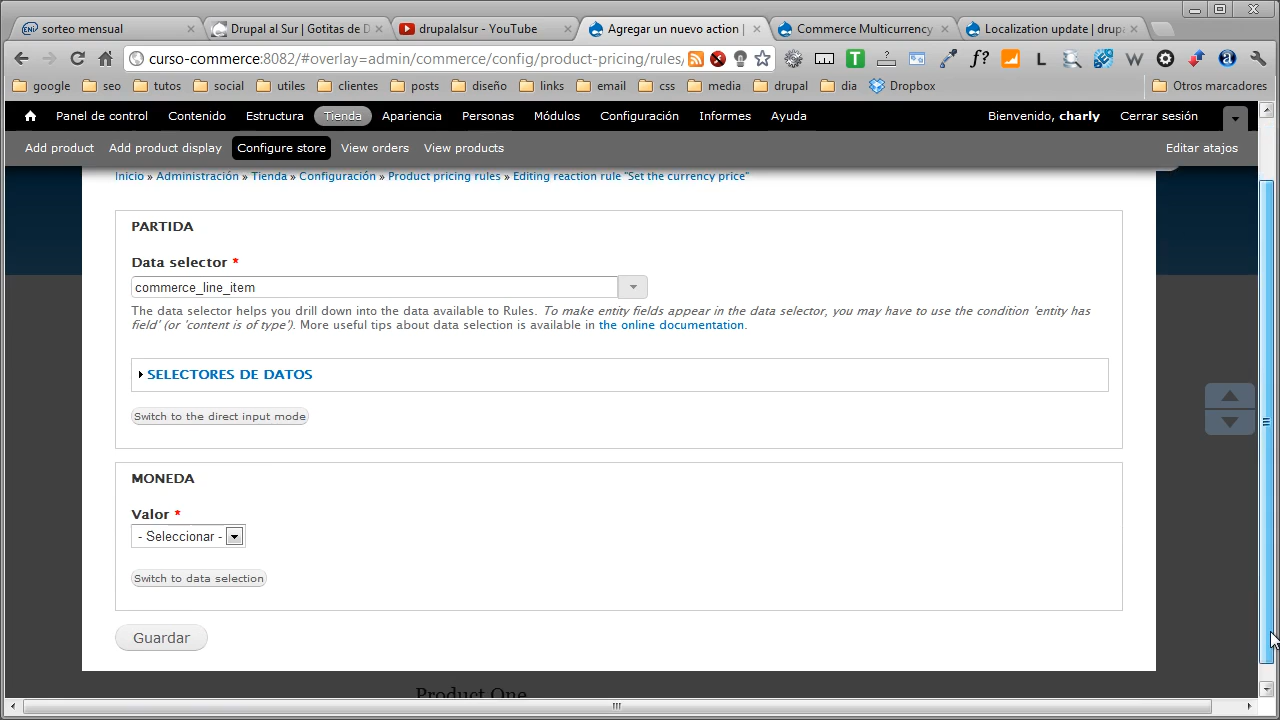 sorteo mensual
Drupal al Sur | Gotitas de D
drupalalsur - YouTube
Agregar un nuevo action |
Commerce Multicurrency
Localization update | drupa
curso-commerce:8082/#overlay=admin/commerce/config/product-pricing/rules/
google
seo
tutos
social
utiles
clientes
posts
diseño
links
email
css
media
drupal
dia
Dropbox
Otros marcadores
Panel de control
Contenido
Estructura
Tienda
Apariencia
Personas
Módulos
Configuración
Informes
Ayuda
Bienvenido, charly
Cerrar sesión
Add product
Add product display
Configure store
View orders
View products
Editar atajos
Inicio » Administración » Tienda » Configuración » Product pricing rules » Editing reaction rule "Set the currency price"
PARTIDA
Data selector *
commerce_line_item
The data selector helps you drill down into the data available to Rules. To make entity fields appear in the data selector, you may have to use the condition 'entity has
field' (or 'content is of type'). More useful tips about data selection is available in the online documentation.
SELECTORES DE DATOS
Switch to the direct input mode
MONEDA
Valor *
- Seleccionar -
Switch to data selection
Guardar
Product One